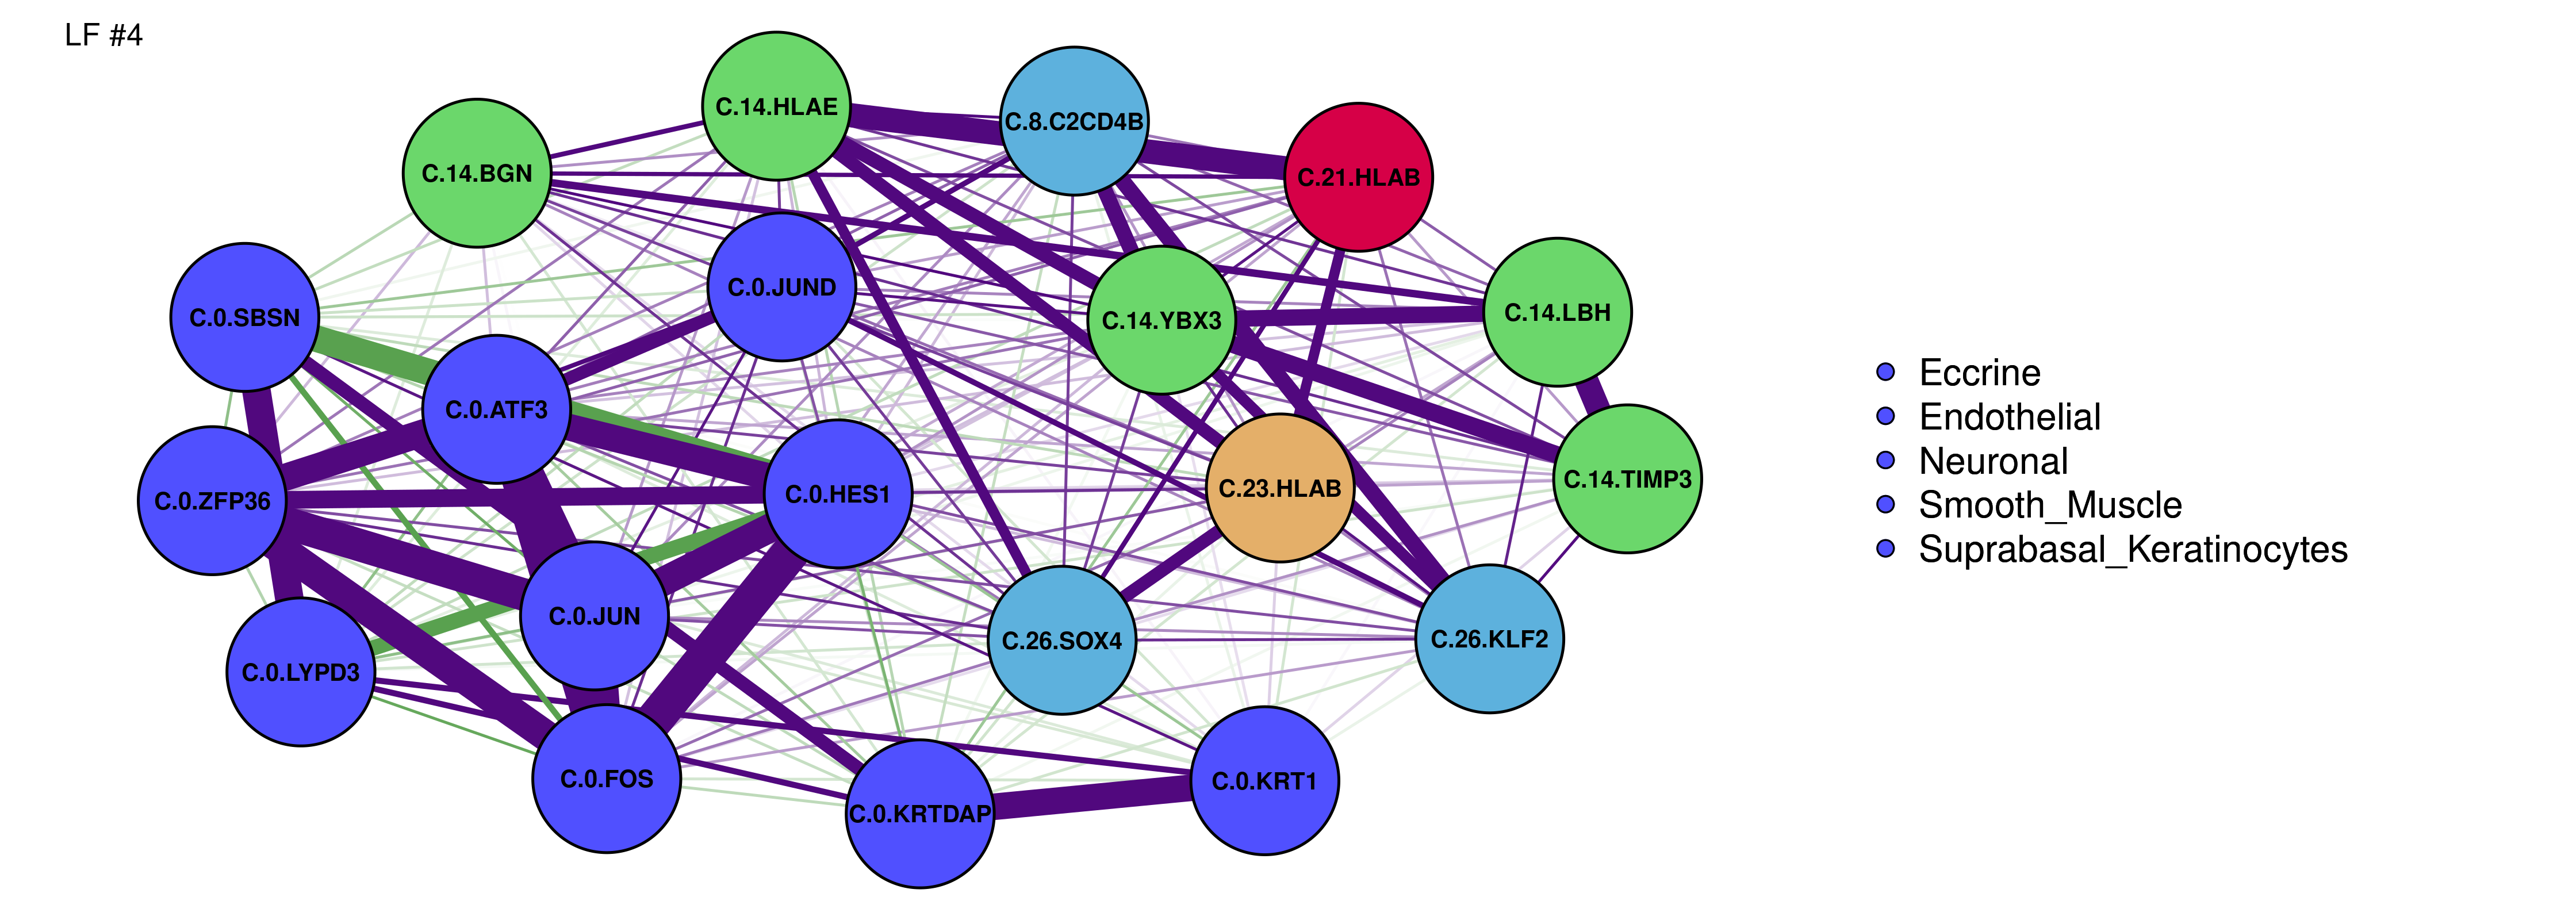 LF #4
C.14.HLAE
C.8.C2CD4B
C.14.BGN
C.21.HLAB
C.0.JUND
C.0.SBSN
C.14.YBX3
C.14.LBH
C.0.ATF3
C.0.ZFP36
C.0.HES1
C.23.HLAB
C.14.TIMP3
C.0.JUN
C.26.SOX4
C.26.KLF2
C.0.LYPD3
C.0.FOS
C.0.KRTDAP
C.0.KRT1
Eccrine
Endothelial
Neuronal
Smooth_Muscle
Suprabasal_Keratinocytes